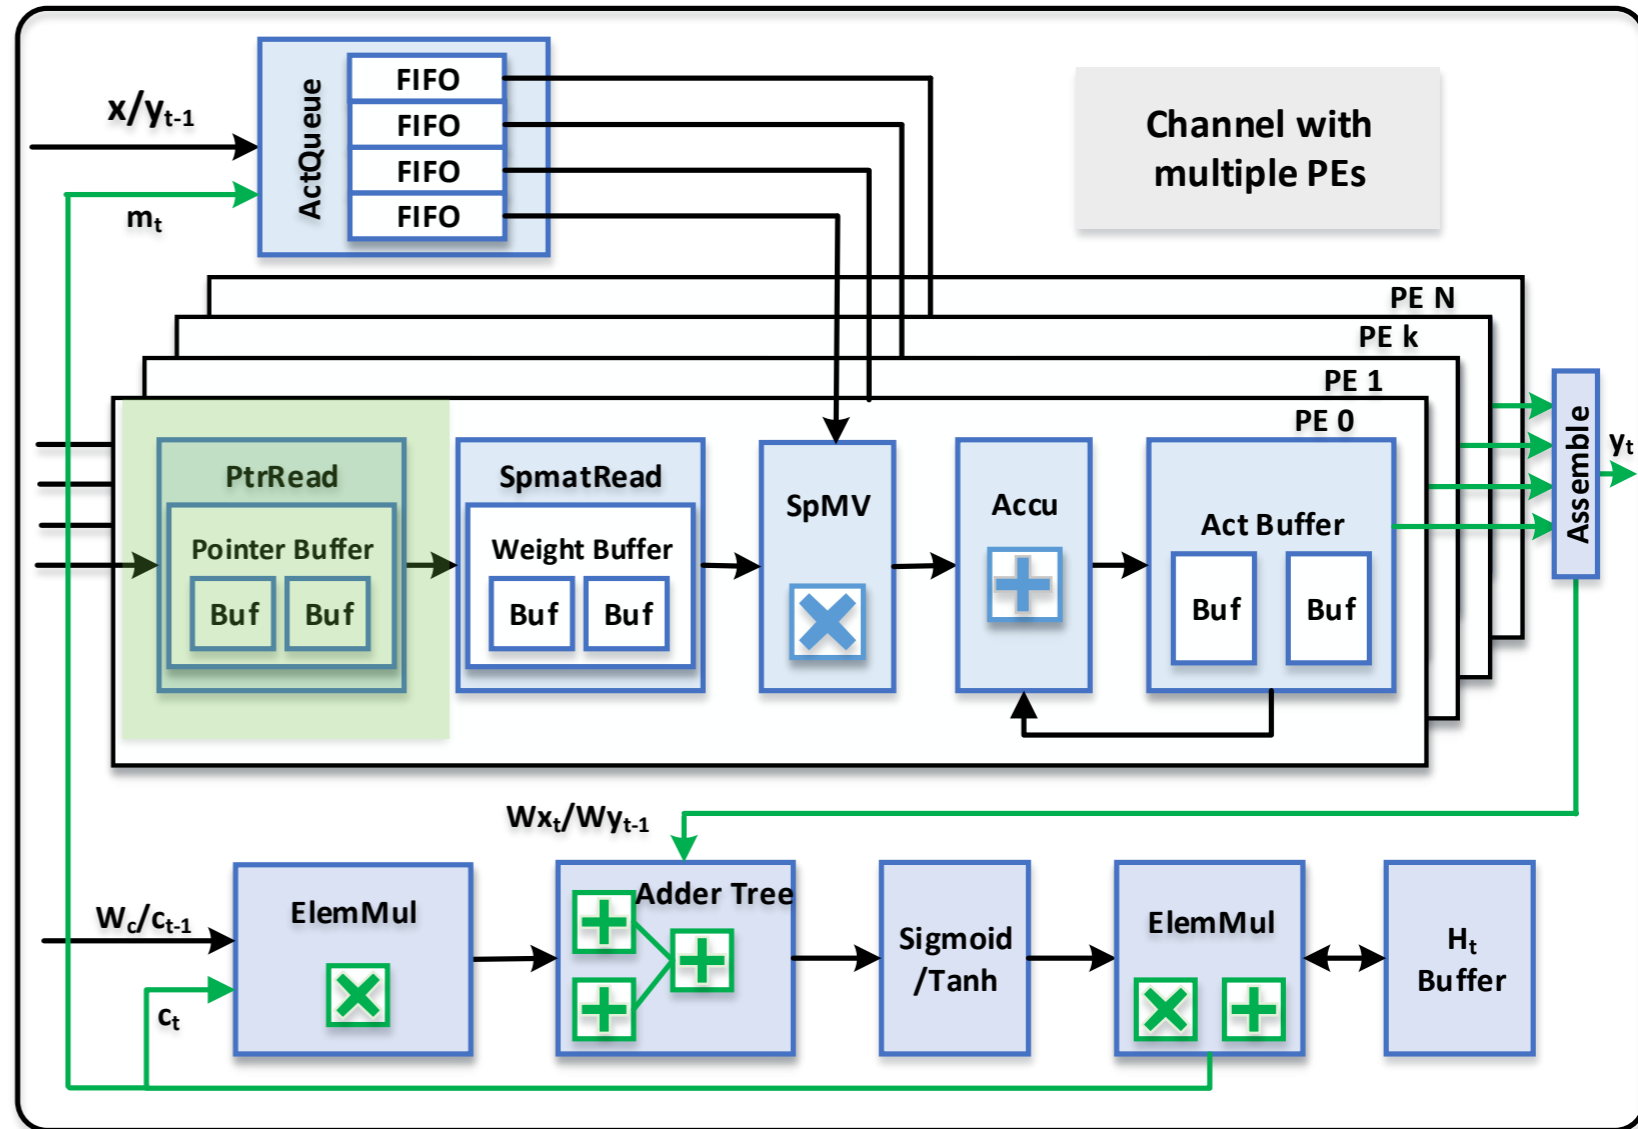 x/yt-1
mt
ActQueue
FIFO
FIFO
FIFO
FIFO
Channel with
multiple PEs
PE N
PE k
PE 1
PE 0
PtrRead
Pointer Buffer
Buf
Buf
SpmatRead
Weight Buffer
Buf
Buf
SpMV
Accu
Act Buffer
Buf
Buf
Assemble
yt
Wxt/Wyt-1
Wc/ct-1
ct
ElemMul
Adder Tree
Sigmoid
/Tanh
ElemMul
Ht
Buffer